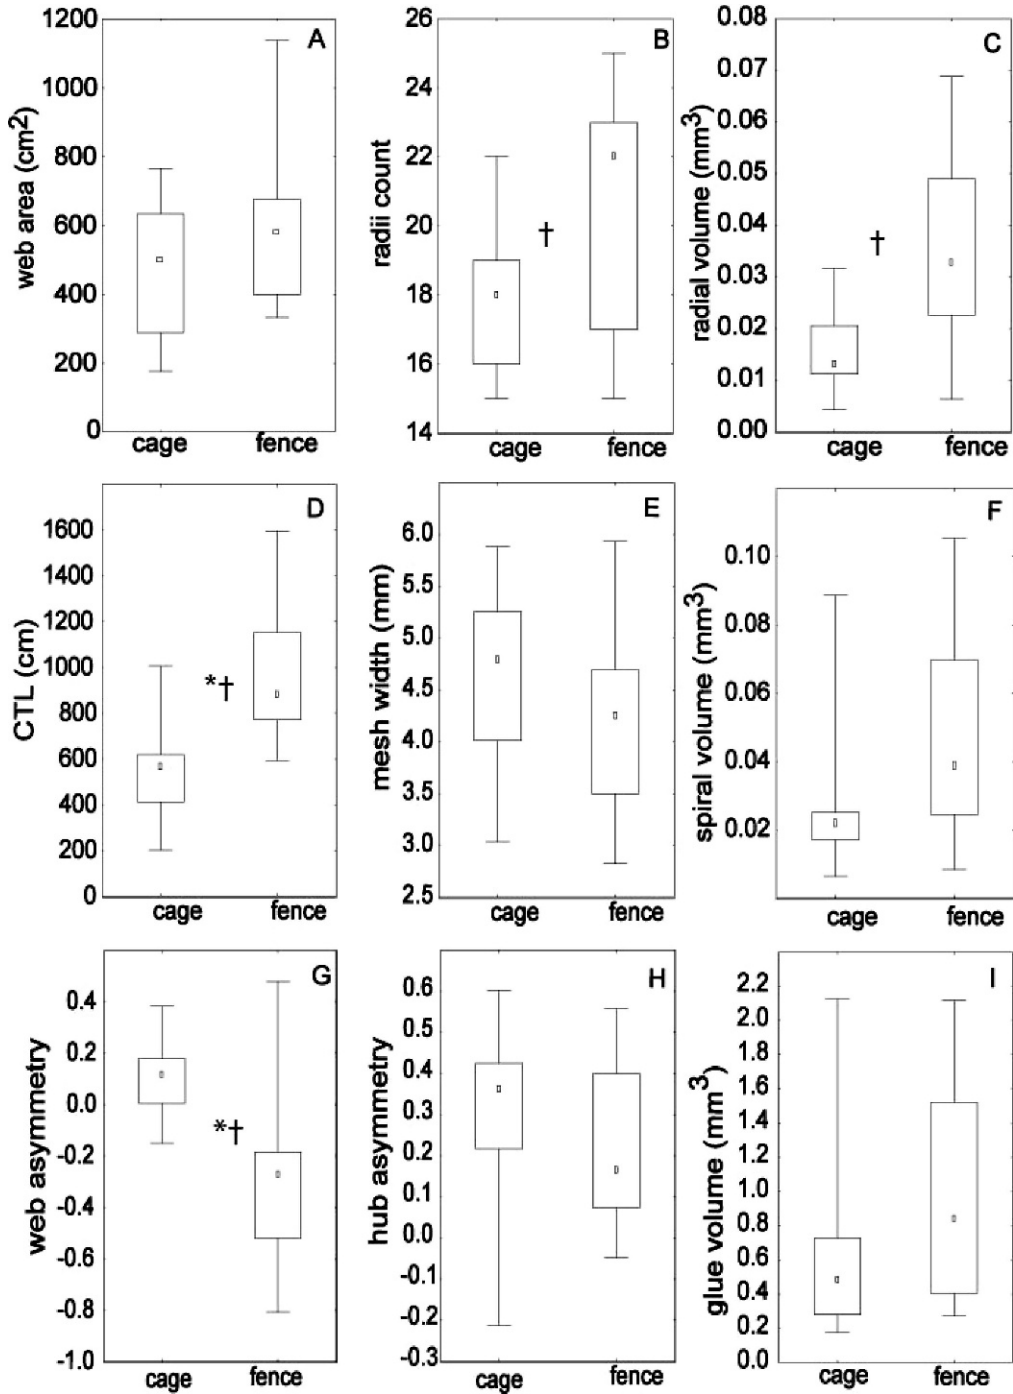 A
web area (cm2)
1200
1000
800
600
400
200
0
cage fence
B
radii count
26
24
22
20
18
16
14
†
cage fence
C
radial volume (mm3)
0.08
0.07
0.06
0.05
0.04
0.03
0.02
0.01
0.00
†
cage fence
D
CTL (cm)
1600
1400
1200
1000
800
600
400
200
0
*†
cage fence
E
mesh width (mm)
6.0
5.5
5.0
4.5
4.0
3.5
3.0
2.5
cage fence
F
spiral volume (mm3)
0.10
0.08
0.06
0.04
0.02
cage fence
G
web asymmetry
0.4
0.2
0.0
-0.2
-0.4
-0.6
-0.8
-1.0
*†
cage fence
H
hub asymmetry
0.6
0.5
0.4
0.3
0.2
0.1
0.0
-0.1
-0.2
-0.3
cage fence
I
glue volume (mm3)
2.2
2.0
1.8
1.6
1.4
1.2
1.0
0.8
0.6
0.4
0.2
0.0
cage fence